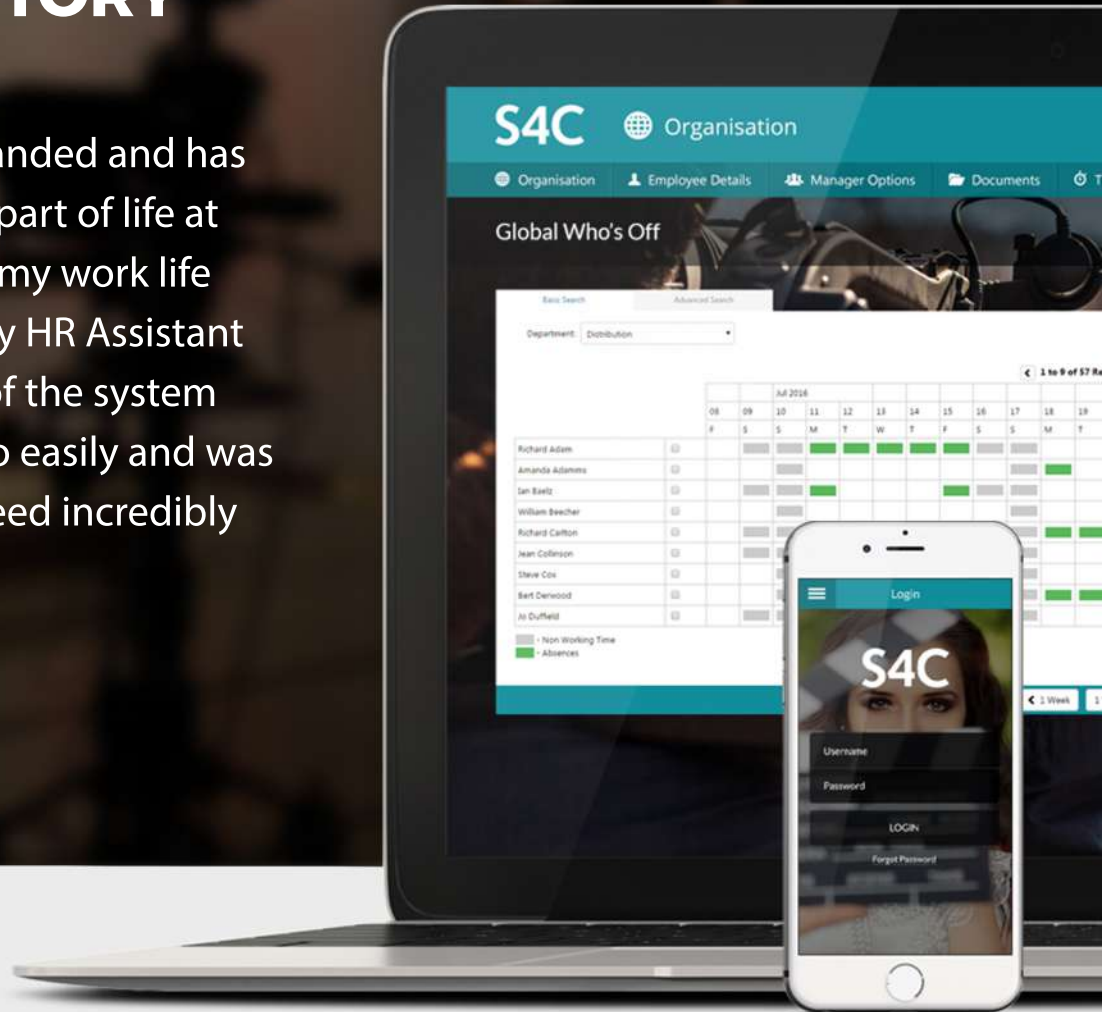 TORY
anded and has
part of life at
my work life
y HR Assistant
of the system
o easily and was
eed incredibly
S4C Organisation
Organisation Employee Details Manager Options Documents T
Global Who's Off
Basic Search Advanced Search
Department: Distribution
1 to 9 of 57 Re
Jul 2016
08 09 10 11 12 13 14 15 16 17 18 19
F S S M T W T F S S M T
Richard Adam
Amanda Adamms
Ian Baelz
William Beecher
Richard Carlton
Jean Collinson
Steve Cox
Bert Derwood
Jo Duffield
- Non Working Time
- Absences
1 Week 1
Login
S4C
Username
Password
LOGIN
Forgot Password